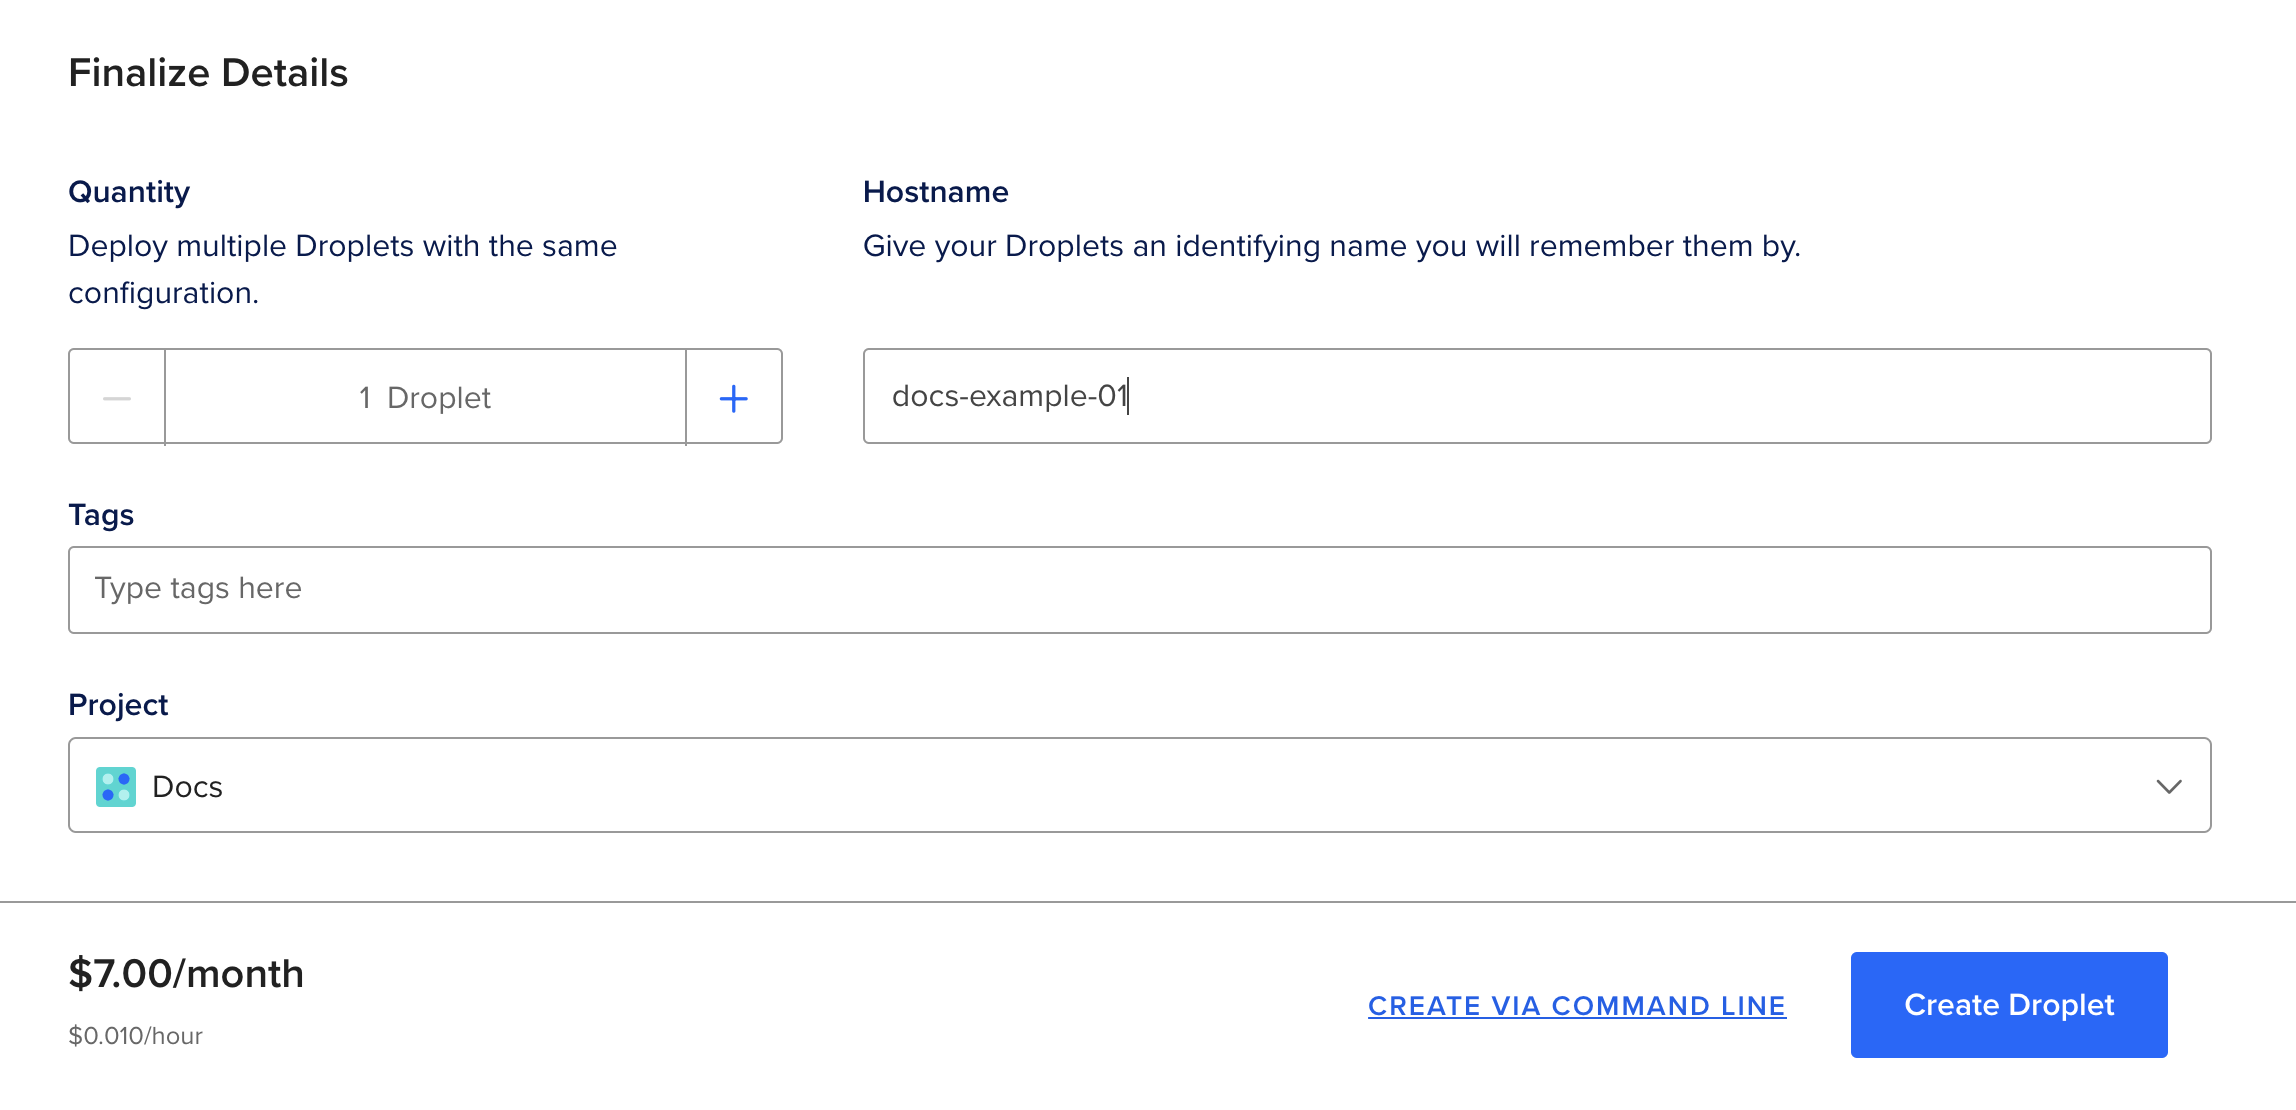 Finalize Details
Quantity
Deploy multiple Droplets with the same
configuration.
1 Droplet
Hostname
Give your Droplets an identifying name you will remember them by.
docs-example-01
Tags
Type tags here
Project
Docs
$7.00/month
$0.010/hour
CREATE VIA COMMAND LINE
Create Droplet